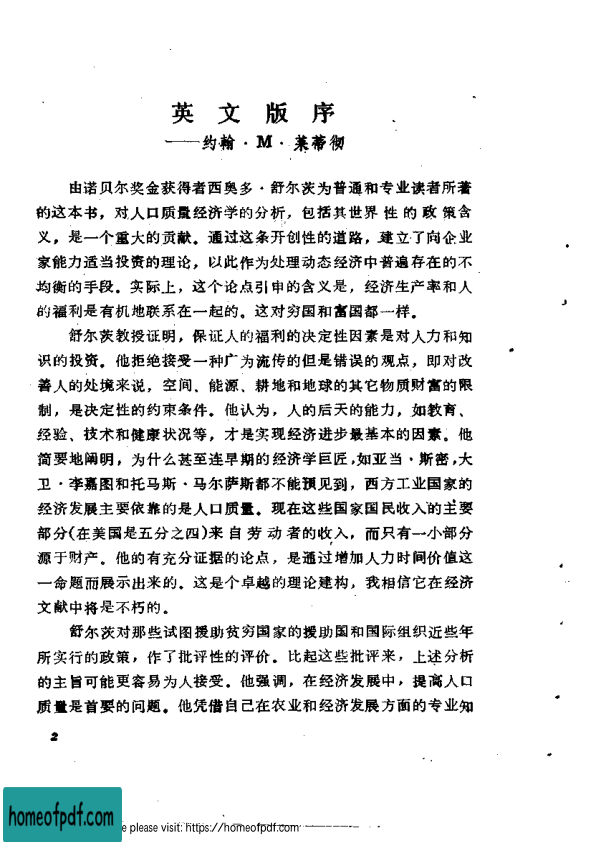 英文版序
——约翰·M·莱蒂彻
由诺贝尔奖金获得者西奥多·舒尔茨为普通和专业读者所著
的这本书，对人口质量经济学的分析，包括其世界性的政策含
义，是一个重大的贡献。通过这条开创性的道路，建立了向企业
家能力适当投资的理论，以此作为处理动态经济中普遍存在的不
均衡的手段。实际上，这个论点引申的含义是，经济生产率和人
的福利是有机地联系在一起的。这对穷国和富国都一样。
舒尔茨教授证明，保证人的福利的决定性因素是对人力和知
识的投资。他拒绝接受一种广为流传的但是错误的观点，即对改
善人的处境来说，空间、能源、耕地和地球的其它物质财富的限
制，是决定性的约束条件。他认为，人的后天的能力，如教育、
经验、技术和健康状况等，才是实现经济进步最基本的因素。他
简要地阐明，为什么甚至连早期的经济学巨匠，如亚当·斯密，大
卫·李嘉图和托马斯·马尔萨斯都不能预见到，西方工业国家的
经济发展主要依靠的是人口质量。现在这些国家国民收入的主要
部分(在美国是五分之四)来自劳动者的收入，而只有一小部分
源于财产。他的有充分证据的论点，是通过增加人力时间价值这
一命题而展示出来的。这是个卓越的理论建构，我相信它在经济
文献中将是不朽的。
舒尔茨对那些试图援助贫穷国家的援助国和国际组织近些年
所实行的政策，作了批评性的评价。比起这些批评来，上述分析
的主旨可能更容易为人接受。他强调，在经济发展中，提高人口
质量是首要的问题。他凭借自己在农业和经济发展方面的专业知
2
homeofpdf.com
e please visit: https://homeofpdf.com